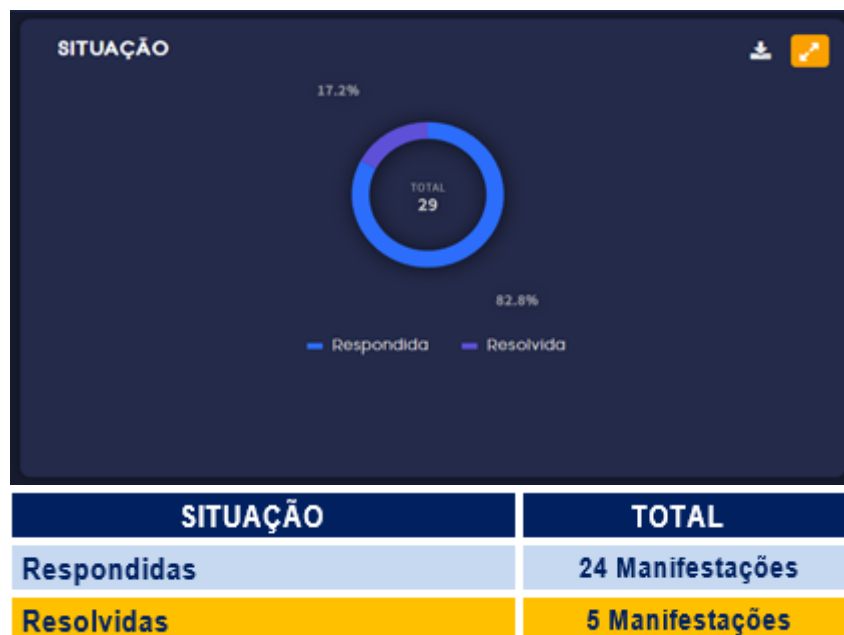 SITUAÇÃO
17.2%
TOTAL
29
82.8%
Respondida Resolvida
SITUAÇÃO TOTAL
Respondidas 24 Manifestações
Resolvidas 5 Manifestações